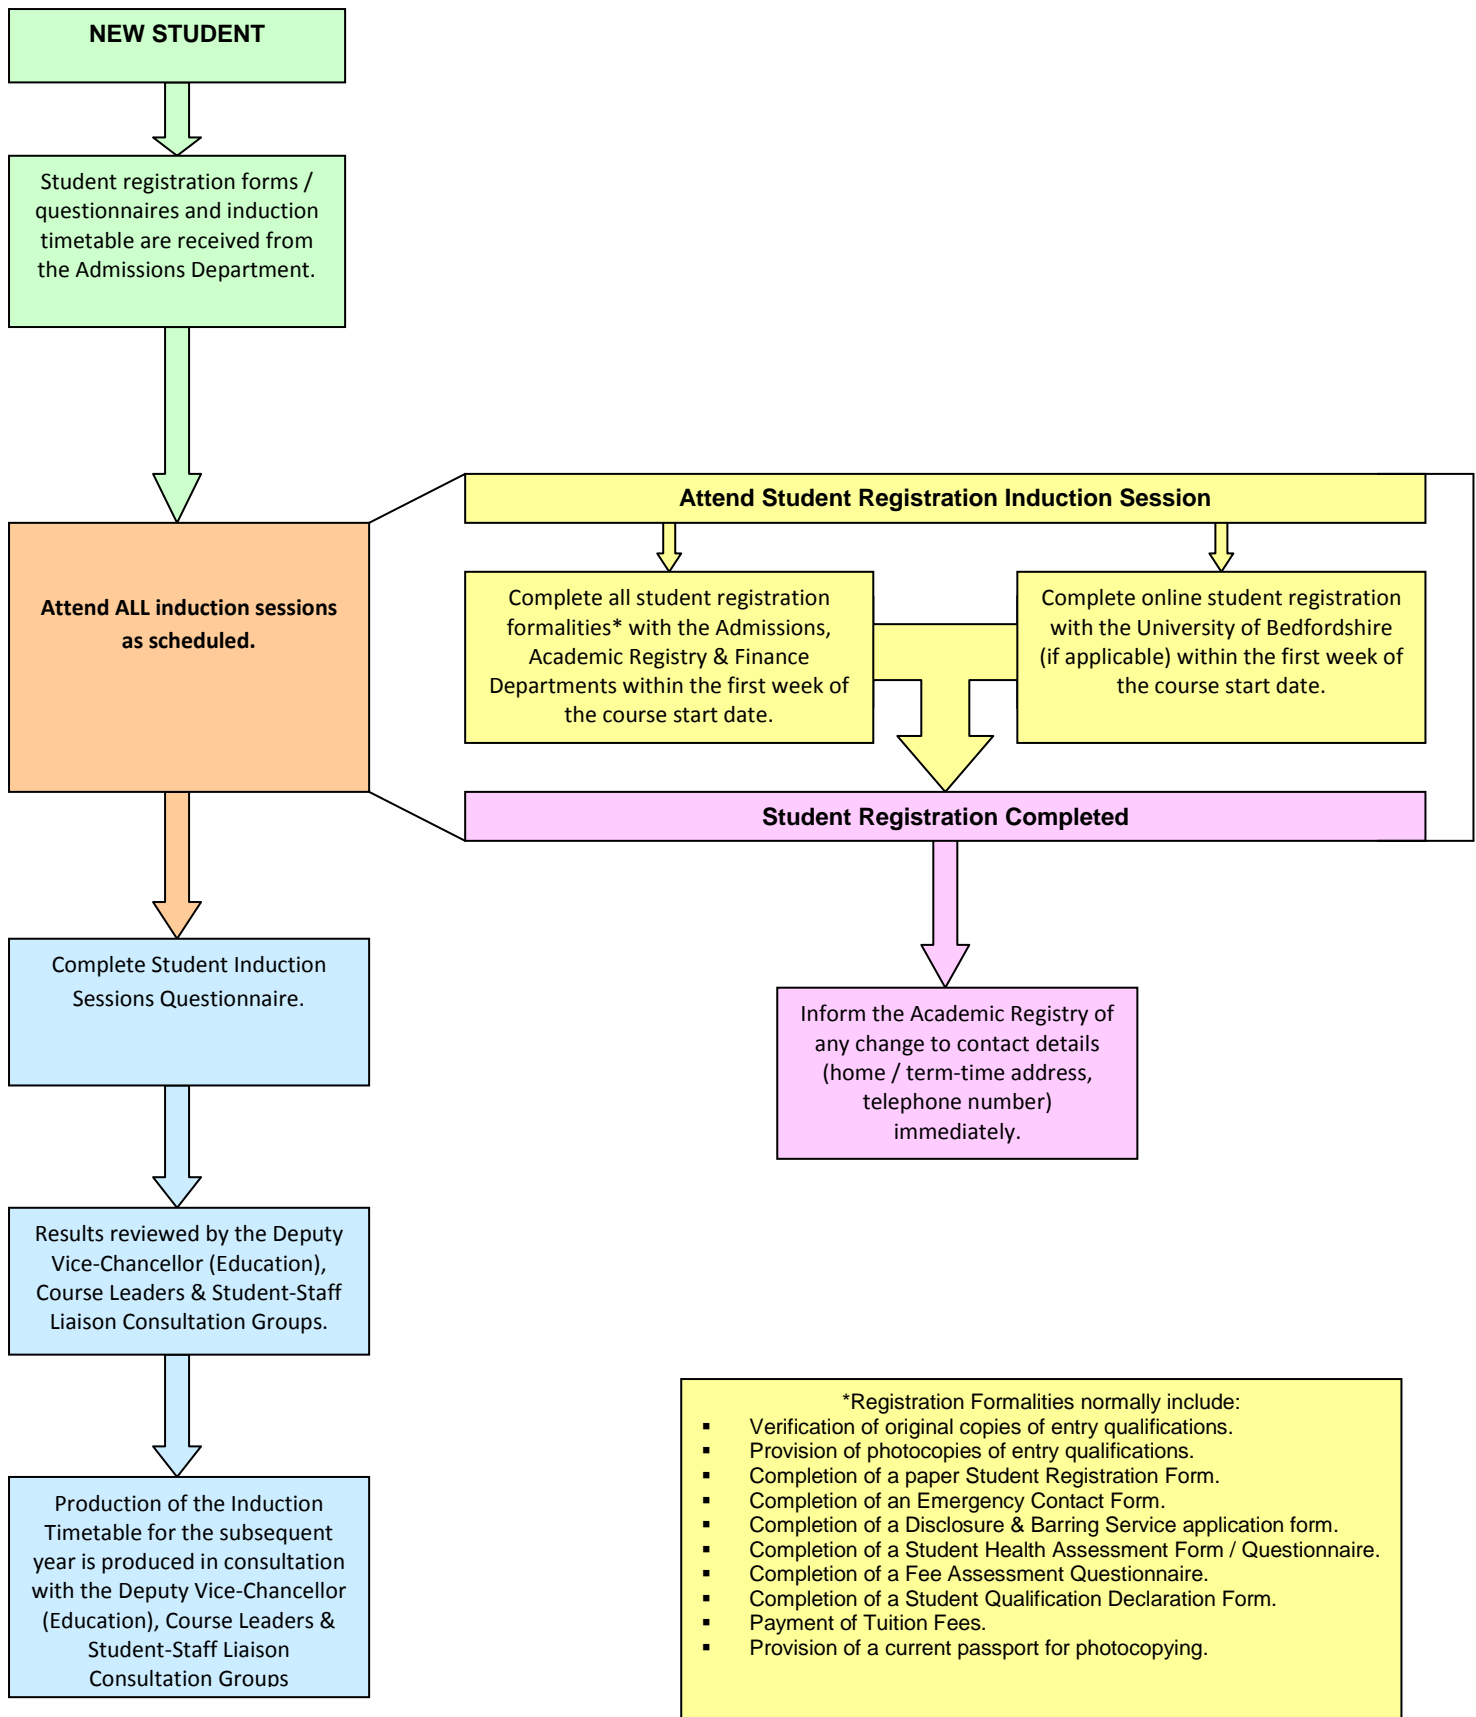 NEW STUDENT
Student registration forms /
questionnaires and induction
timetable are received from
the Admissions Department.
Attend ALL induction sessions
as scheduled.
Attend Student Registration Induction Session
Complete all student registration
formalities* with the Admissions,
Academic Registry & Finance
Departments within the first week of
the course start date.
Complete online student registration
with the University of Bedfordshire
(if applicable) within the first week of
the course start date.
Student Registration Completed
Inform the Academic Registry of
any change to contact details
(home / term-time address,
telephone number)
immediately.
Complete Student Induction
Sessions Questionnaire.
Results reviewed by the Deputy
Vice-Chancellor (Education),
Course Leaders & Student-Staff
Liaison Consultation Groups.
Production of the Induction
Timetable for the subsequent
year is produced in consultation
with the Deputy Vice-Chancellor
(Education), Course Leaders &
Student-Staff Liaison
Consultation Groups
*Registration Formalities normally include:
▪ Verification of original copies of entry qualifications.
▪ Provision of photocopies of entry qualifications.
▪ Completion of a paper Student Registration Form.
▪ Completion of an Emergency Contact Form.
▪ Completion of a Disclosure & Barring Service application form.
▪ Completion of a Student Health Assessment Form / Questionnaire.
▪ Completion of a Fee Assessment Questionnaire.
▪ Completion of a Student Qualification Declaration Form.
▪ Payment of Tuition Fees.
▪ Provision of a current passport for photocopying.